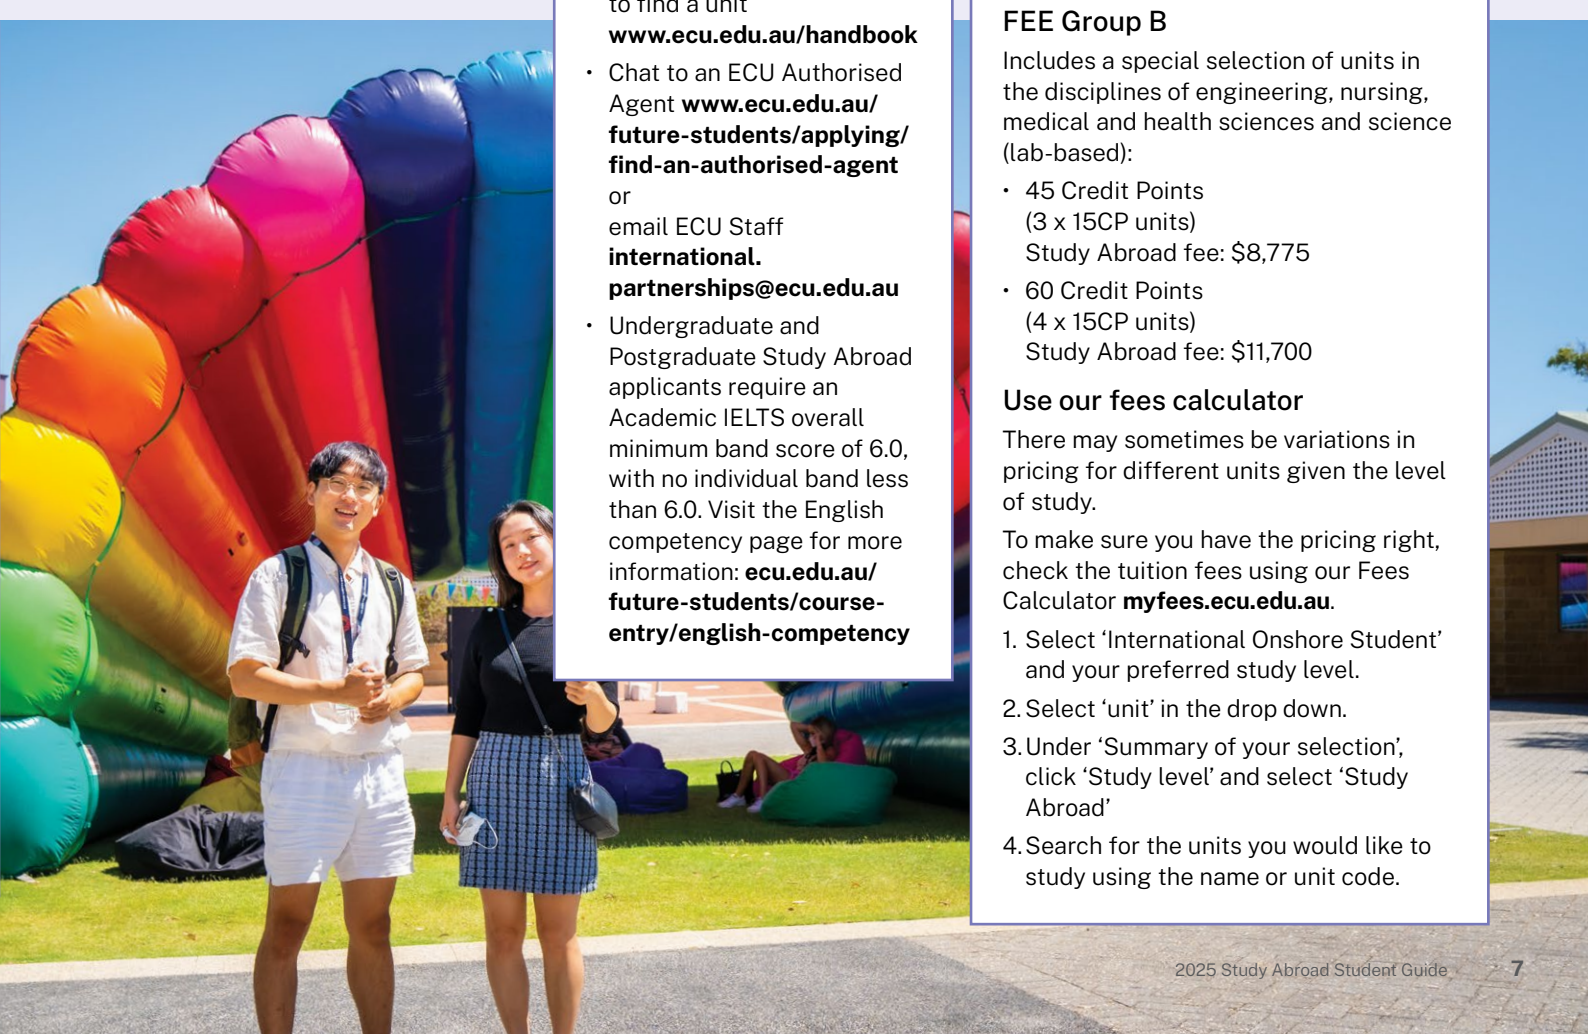 to find a unit
www.ecu.edu.au/handbook
• Chat to an ECU Authorised
Agent www.ecu.edu.au/
future-students/applying/
find-an-authorised-agent
or
email ECU Staff
international.
partnerships@ecu.edu.au
• Undergraduate and
Postgraduate Study Abroad
applicants require an
Academic IELTS overall
minimum band score of 6.0,
with no individual band less
than 6.0. Visit the English
competency page for more
information: ecu.edu.au/
future-students/course-
entry/english-competency
FEE Group B
Includes a special selection of units in
the disciplines of engineering, nursing,
medical and health sciences and science
(lab-based):
• 45 Credit Points
(3 x 15CP units)
Study Abroad fee: $8,775
• 60 Credit Points
(4 x 15CP units)
Study Abroad fee: $11,700
Use our fees calculator
There may sometimes be variations in
pricing for different units given the level
of study.
To make sure you have the pricing right,
check the tuition fees using our Fees
Calculator myfees.ecu.edu.au.
1. Select ‘International Onshore Student’
and your preferred study level.
2. Select ‘unit’ in the drop down.
3. Under ‘Summary of your selection’,
click ‘Study level’ and select ‘Study
Abroad’
4. Search for the units you would like to
study using the name or unit code.
2025 Study Abroad Student Guide 7